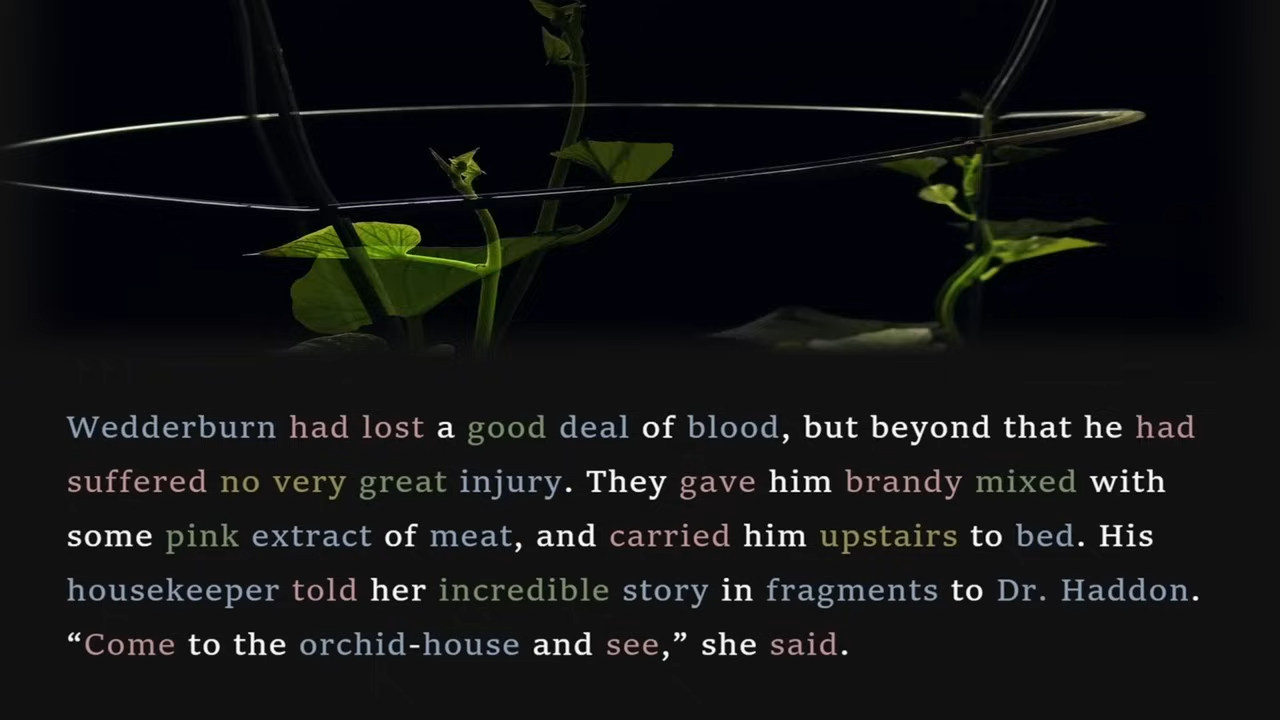 Wedderburn had lost a good deal of blood, but beyond that he had
suffered no very great injury. They gave him brandy mixed with
some pink extract of meat, and carried him upstairs to bed. His
housekeeper told her incredible story in fragments to Dr. Haddon.
“Come to the orchid-house and see,” she said.